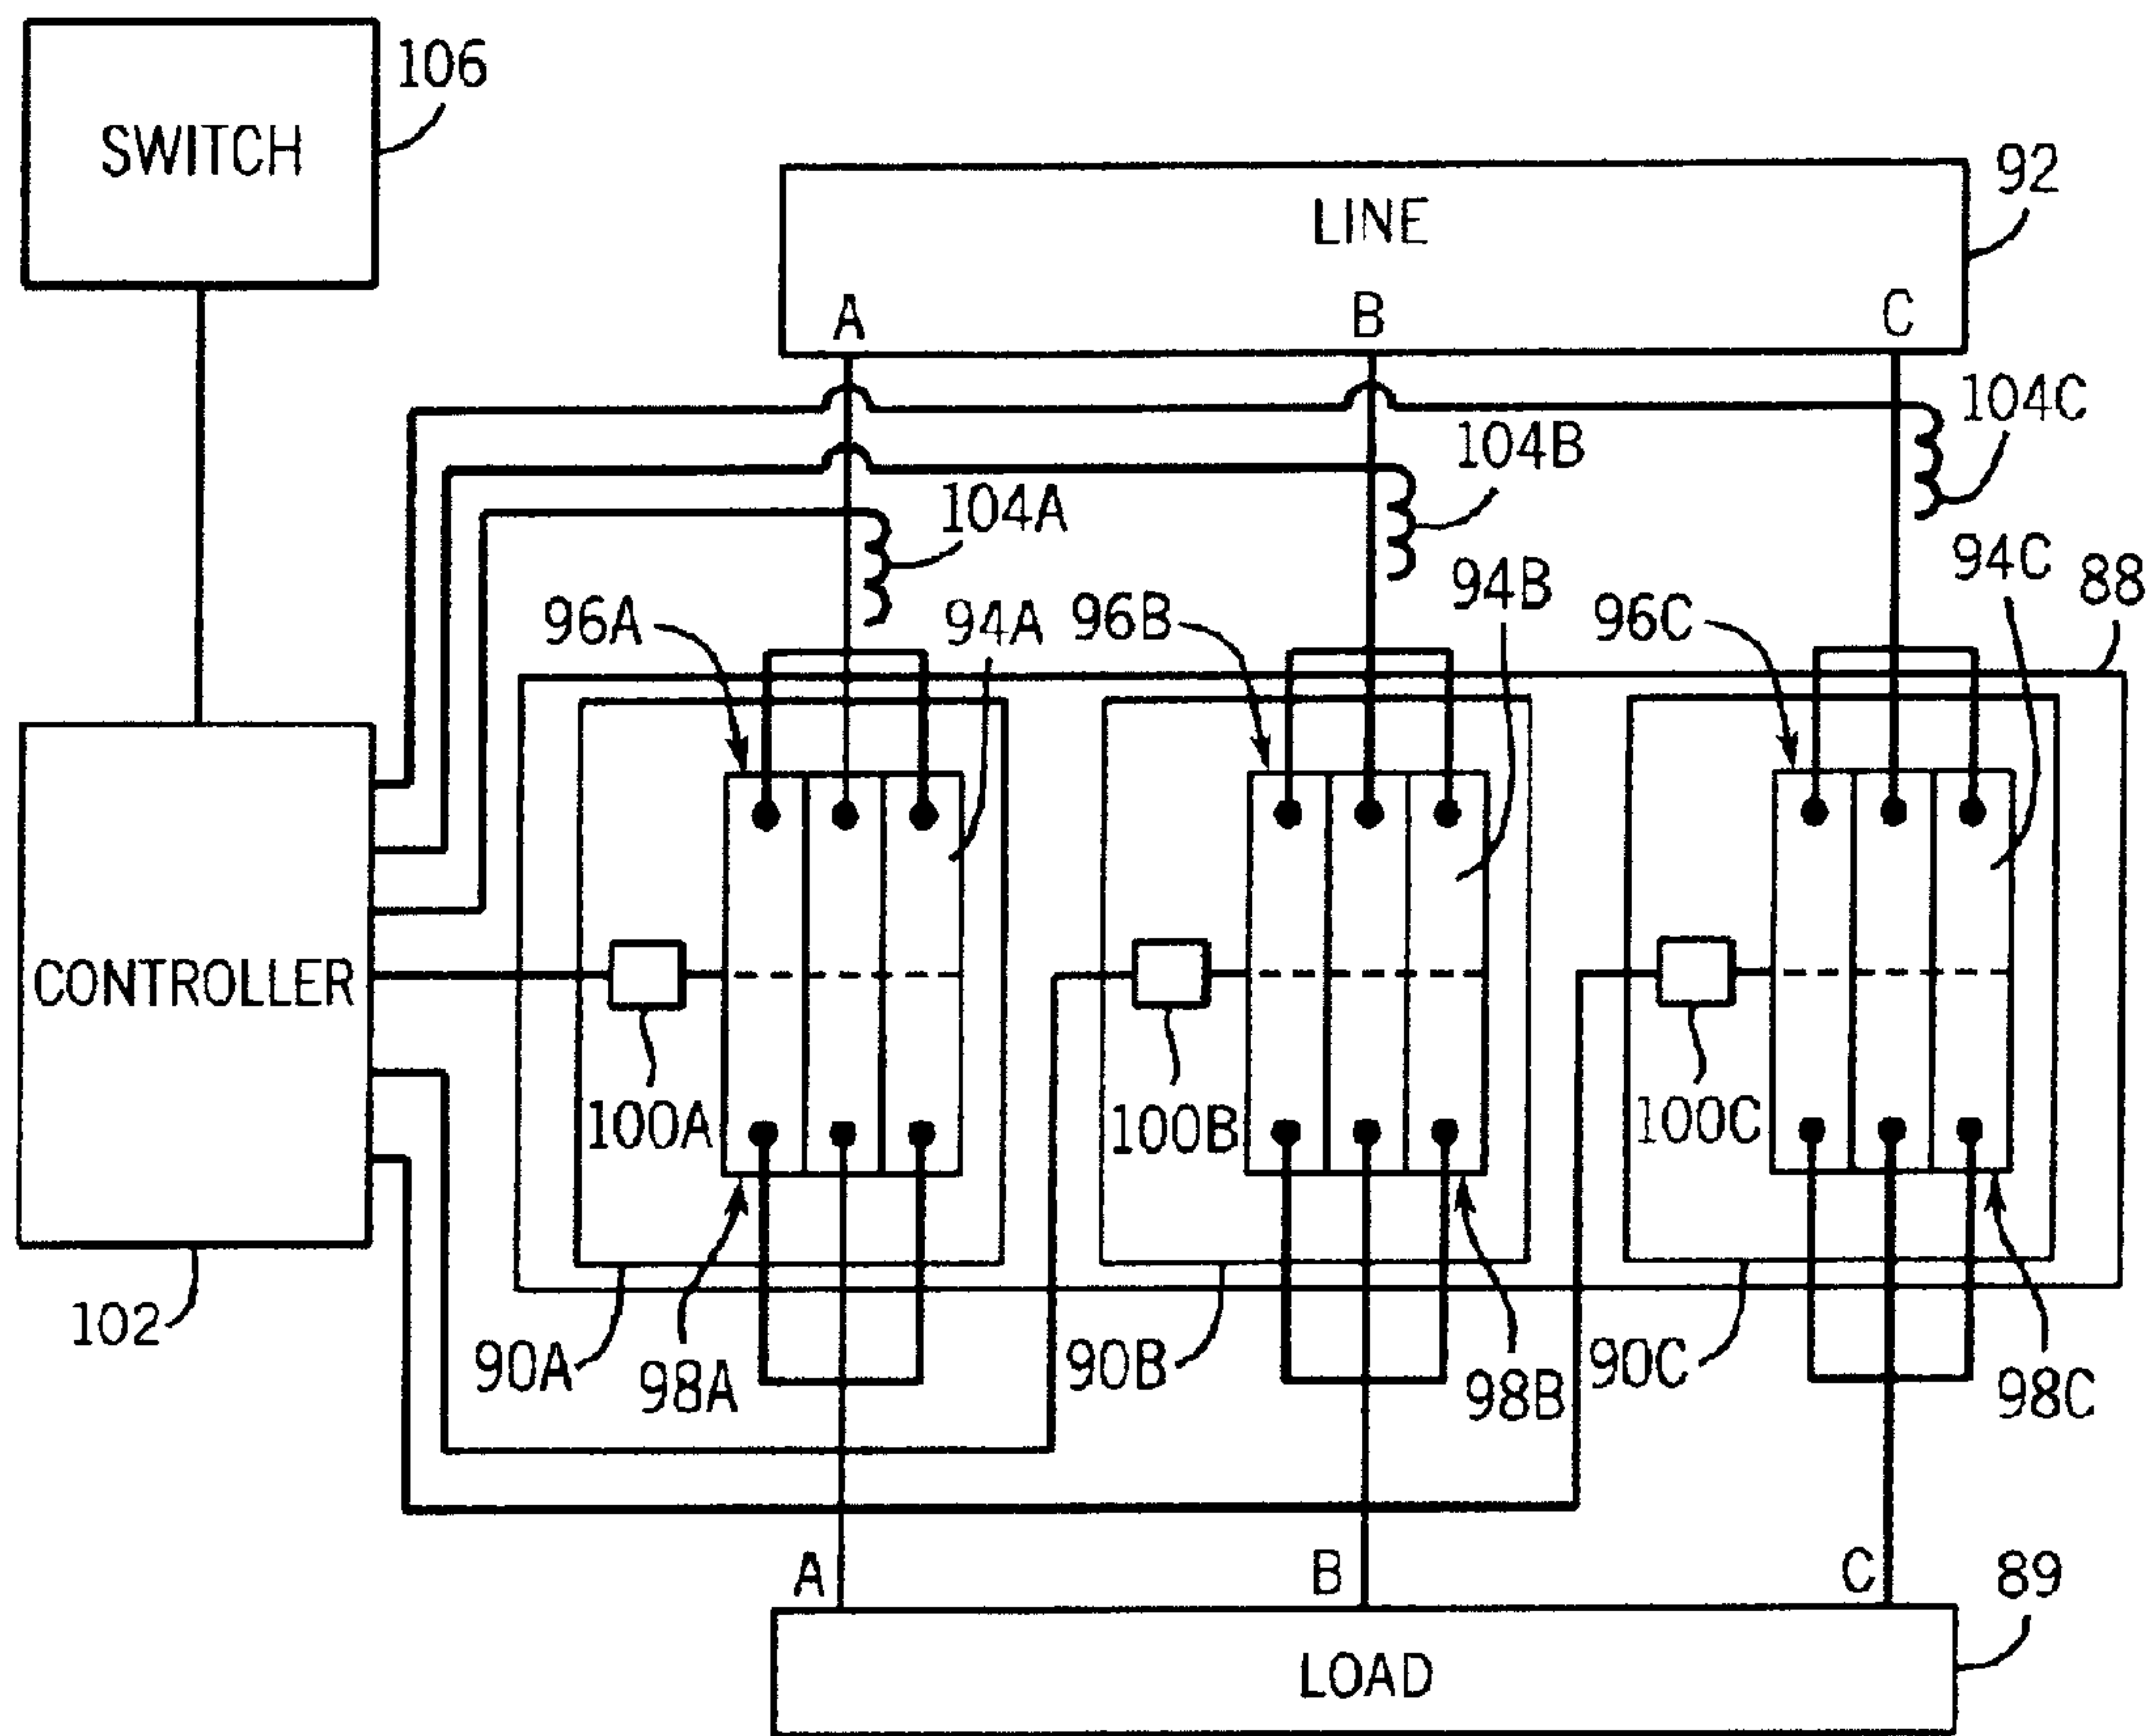 106
SWITCH
92
LINE
A B C
104C
104B
104A
94C
88
94B
96A
94A
96B
96C
CONTROLLER
100A
100B
100C
102
90A
98A
90B
98B
90C
98C
A B C
89
LOAD